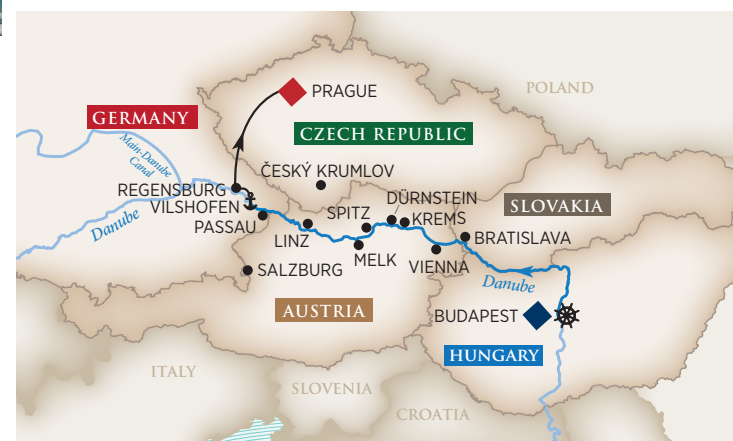 POLAND
PRAGUE
GERMANY
CZECH REPUBLIC
Main-Danube
Canal
ČESKÝ KRUMLOV
REGENSBURG
DÜRNSTEIN
VILSHOFEN
SPITZ
KREMS
SLOVAKIA
PASSAU
LINZ
BRATISLAVA
Danube
MELK
VIENNA
SALZBURG
Danube
AUSTRIA
BUDAPEST
HUNGARY
ITALY
SLOVENIA
CROATIA